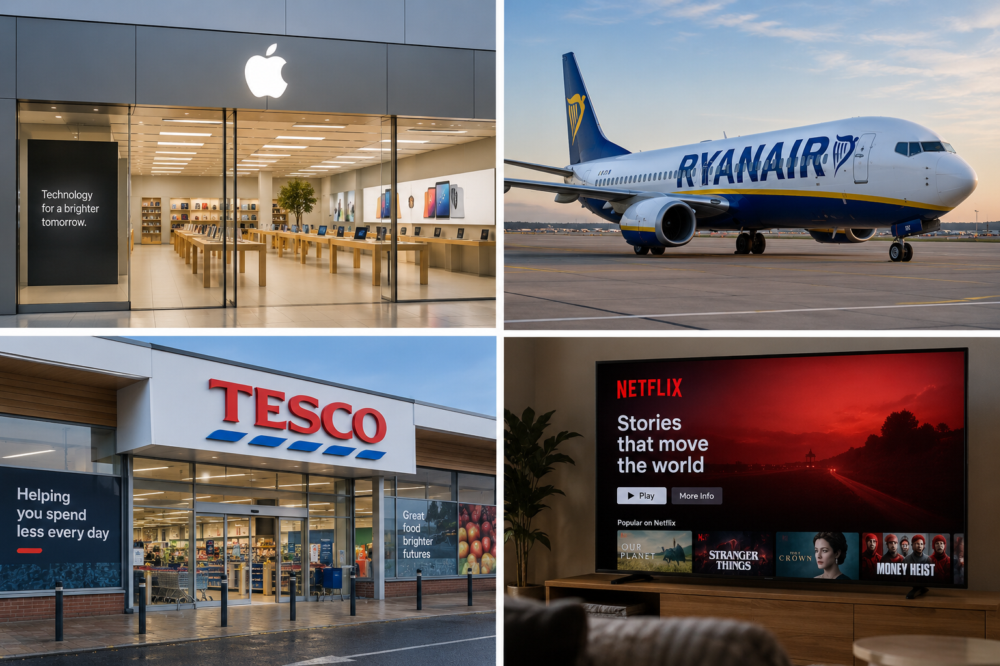 Technology
for a brighter
tomorrow.
RYANAIR
TESCO
Helping
you spend
less every day
Great
food
brighter
futures
NETFLIX
Stories
that move
the world
Play
More Info
Popular on Netflix
OUR
PLANET
STRANGER
THINGS
THE
CROWN
MONEY HEIST